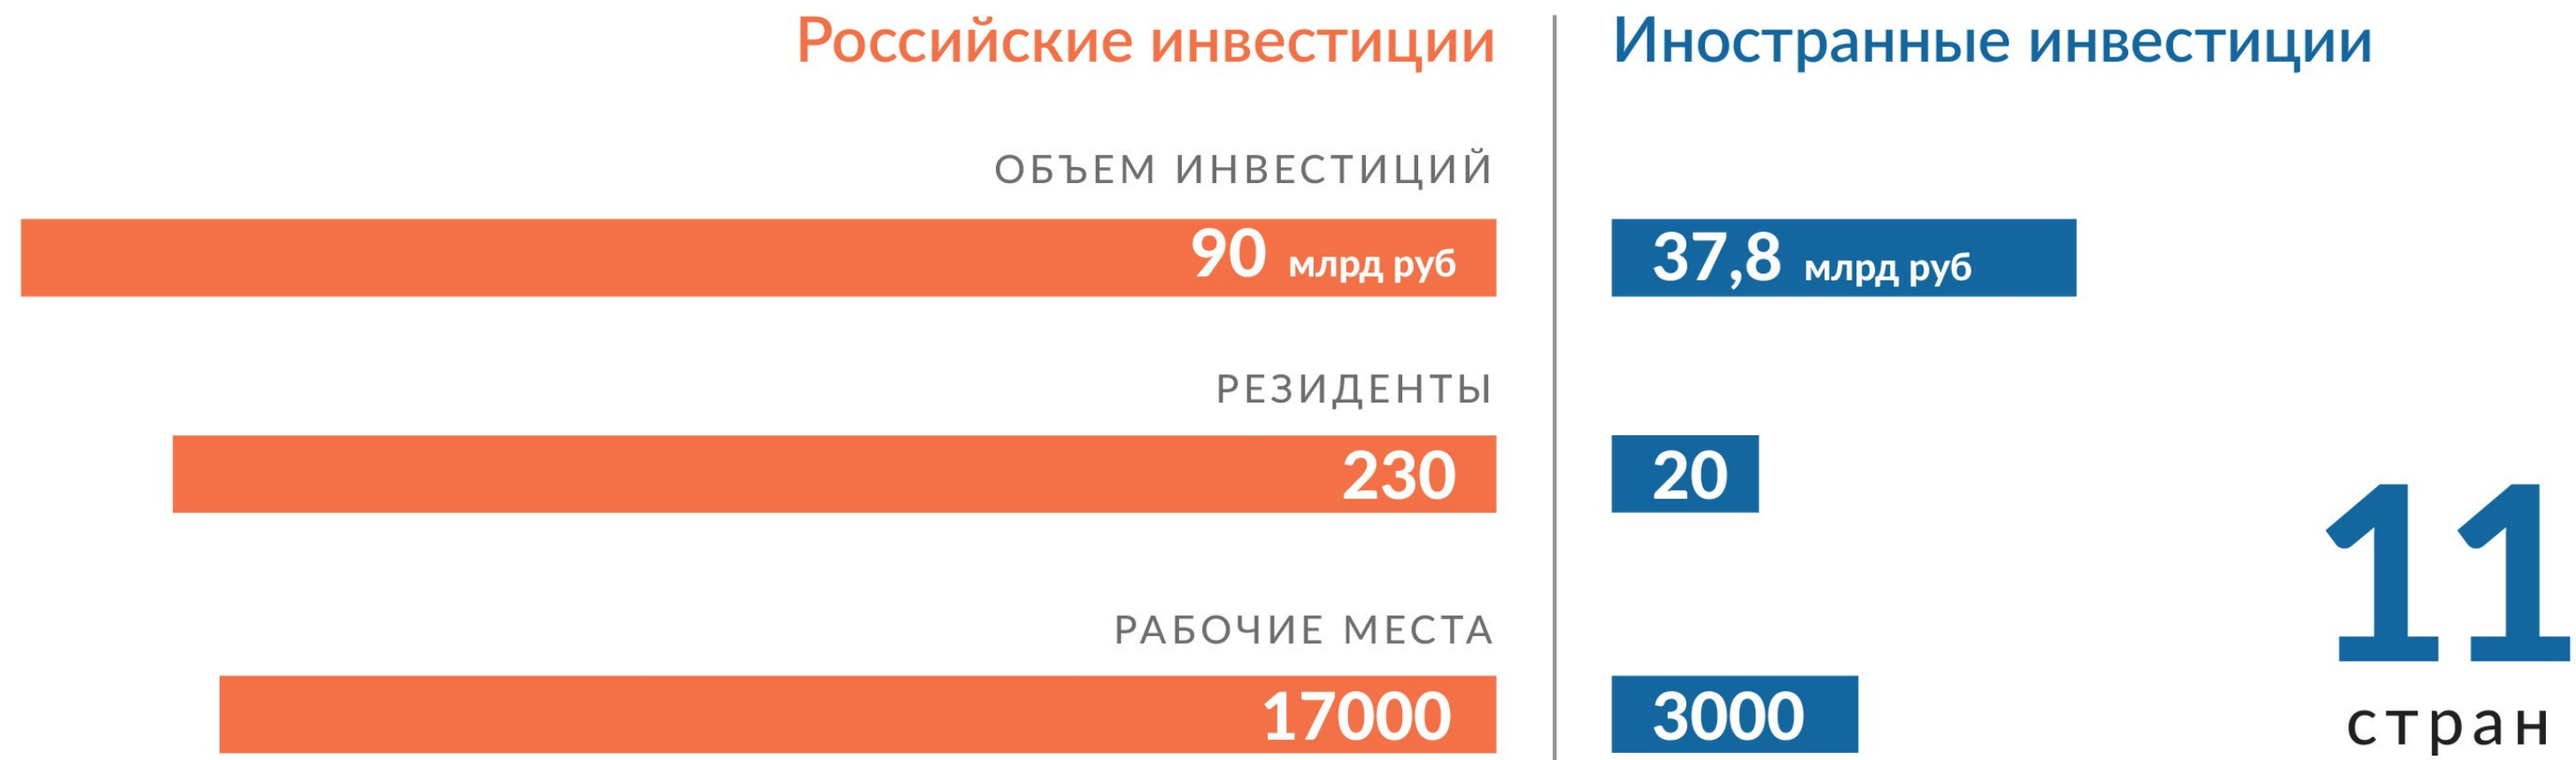 Российские инвестиции
Иностранные инвестиции
ОБЪЕМ ИНВЕСТИЦИЙ
90 млрд руб
37,8 млрд руб
РЕЗИДЕНТЫ
230
20
РАБОЧИЕ МЕСТА
17000
3000
11
стран